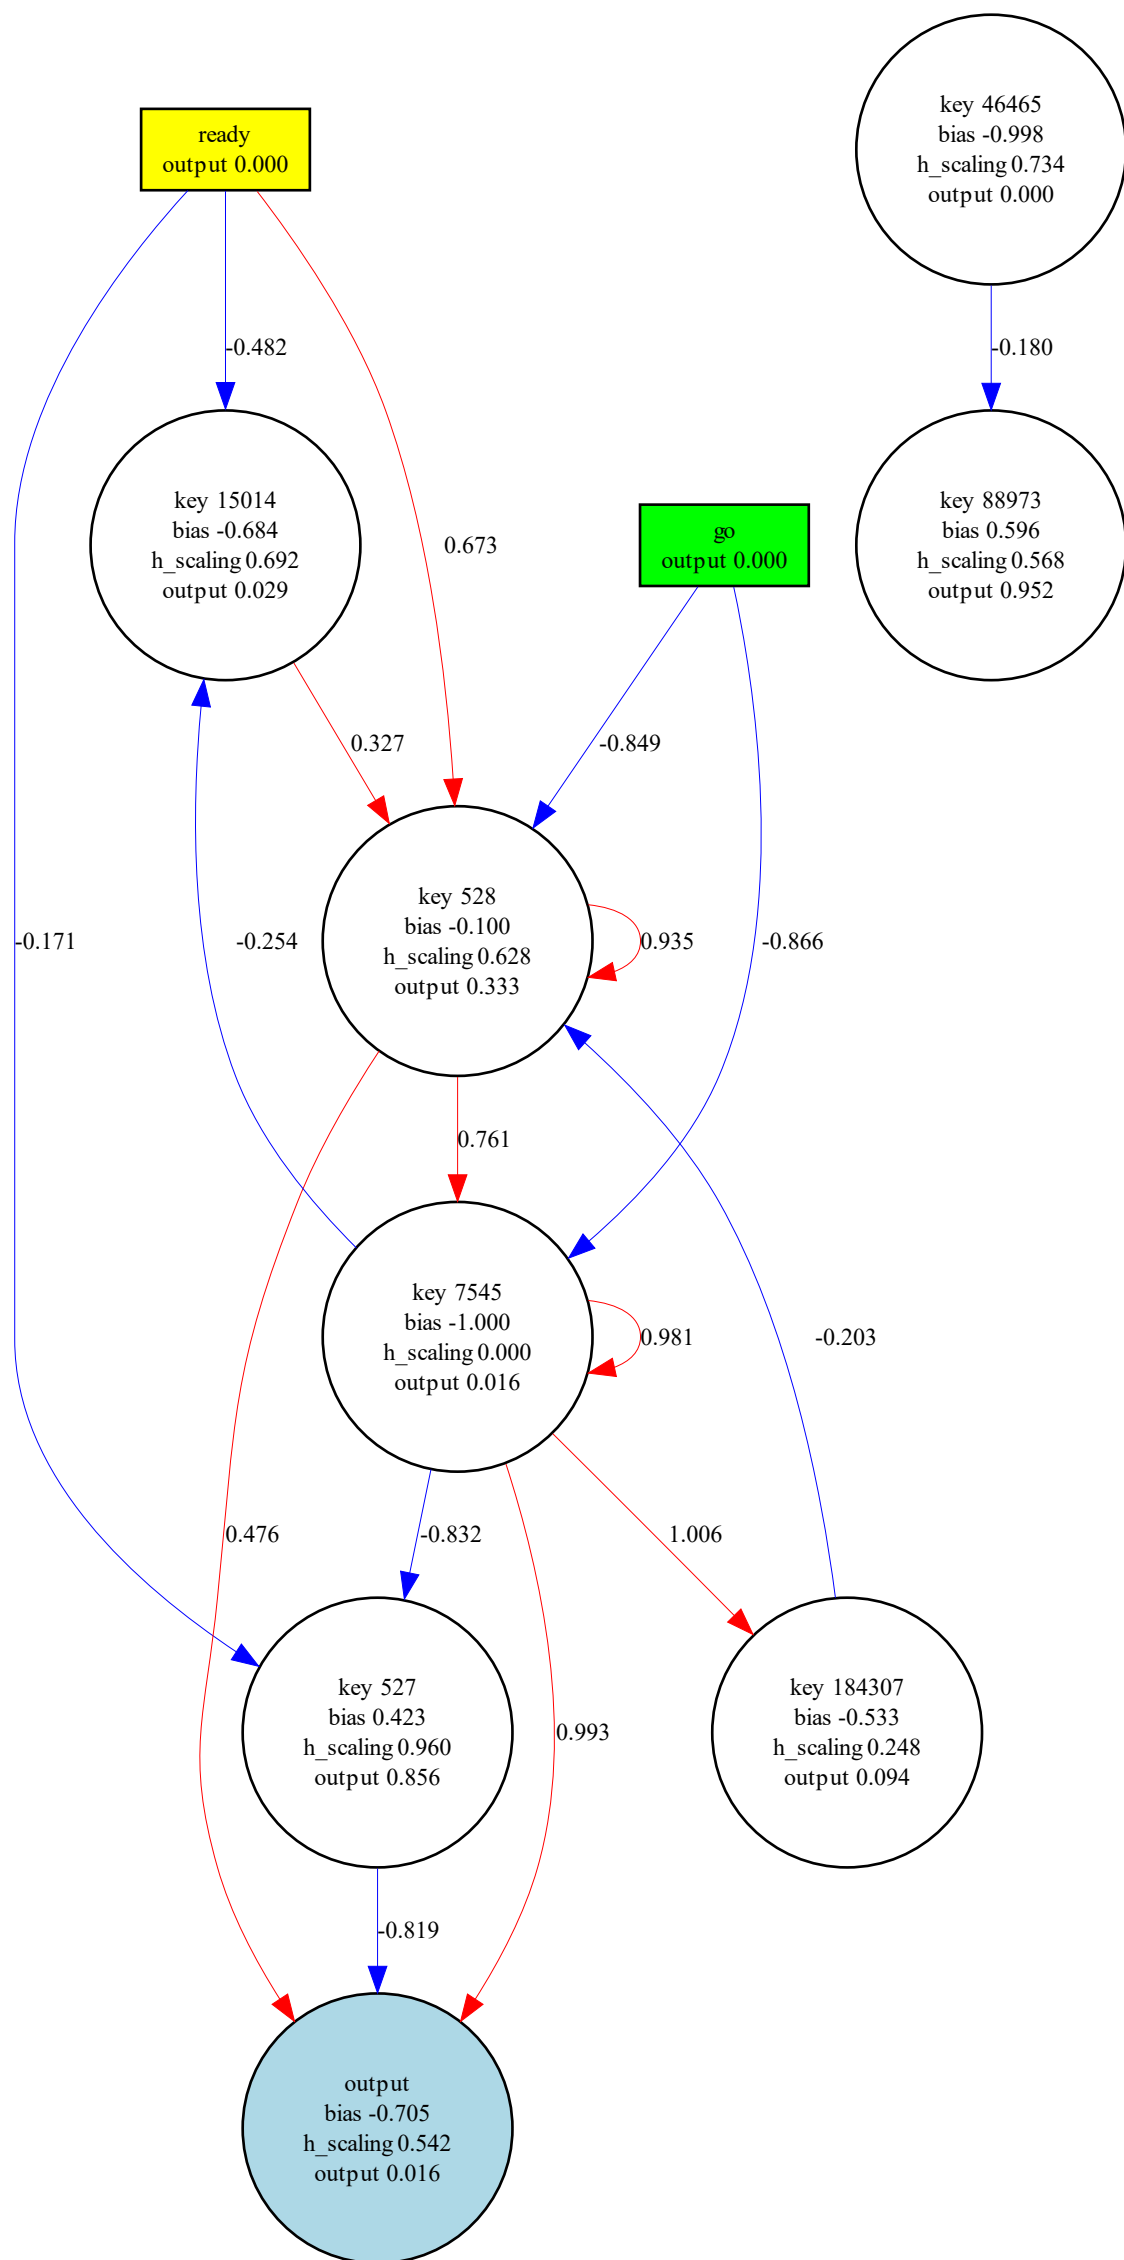 key 46465
bias -0.998
h_scaling 0.734
output 0.000
ready
output 0.000
-0.482
-0.180
key 15014
bias -0.684
h_scaling 0.692
output 0.029
0.673
go
output 0.000
key 88973
bias 0.596
h_scaling 0.568
output 0.952
0.327
-0.849
-0.171
-0.254
key 528
bias -0.100
h_scaling 0.628
output 0.333
0.935
-0.866
0.761
key 7545
bias -1.000
h_scaling 0.000
output 0.016
0.981
-0.203
0.476
-0.832
1.006
key 527
bias 0.423
h_scaling 0.960
output 0.856
0.993
key 184307
bias -0.533
h_scaling 0.248
output 0.094
-0.819
output
bias -0.705
h_scaling 0.542
output 0.016